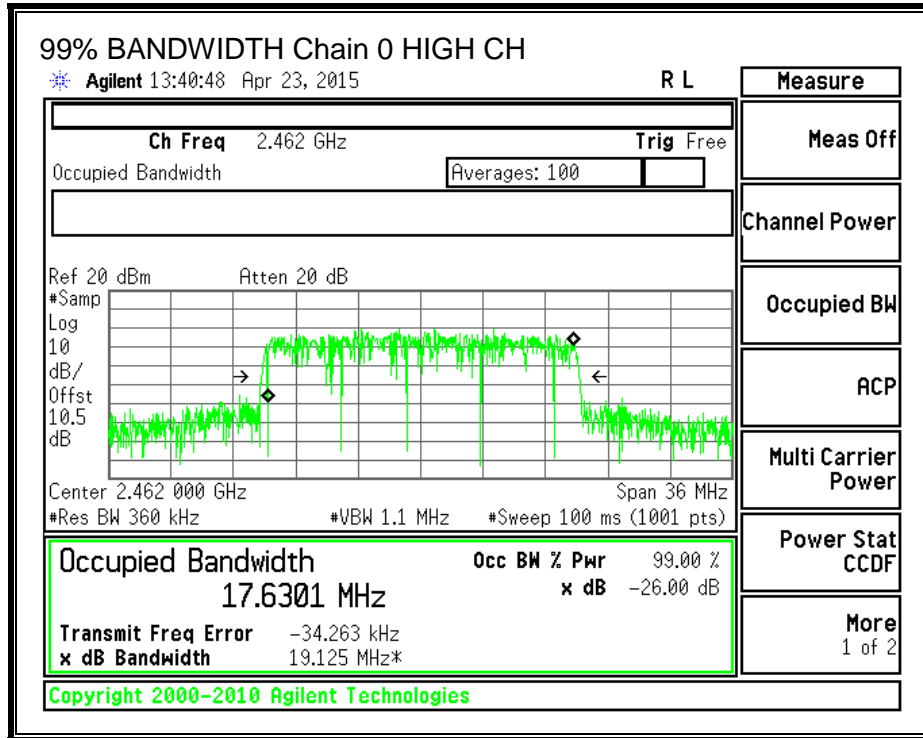 99% BANDWIDTH Chain 0 HIGH CH
Agilent 13:40:48 Apr 23, 2015 R L
Measure
Ch Freq 2.462 GHz Trig Free
Meas Off
Occupied Bandwidth Averages: 100
Channel Power
Ref 20 dBm Atten 20 dB
#Samp
Log
10
dB/
Offst
10.5
dB
Occupied BW
ACP
Center 2.462 000 GHz Span 36 MHz
#Res BW 360 kHz #VBW 1.1 MHz #Sweep 100 ms (1001 pts)
Multi Carrier
Power
Occupied Bandwidth Occ BW % Pwr 99.00 %
17.6301 MHz x dB -26.00 dB
Power Stat
CCDF
Transmit Freq Error -34.263 kHz
x dB Bandwidth 19.125 MHz*
More
1 of 2
Copyright 2000-2010 Agilent Technologies